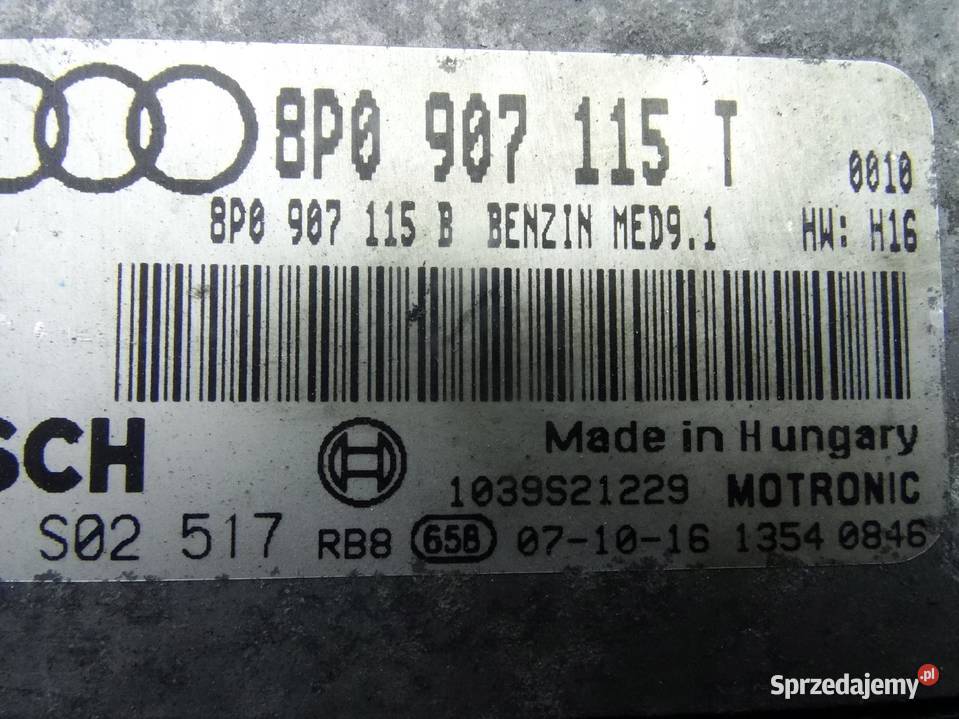 8P0 907 115 T
0010
8P0 907 115 B BENZIN MED9.1 HW: H16
SCH
Made in Hungary
1039S21229 MOTRONIC
S02 517 RB8 65B 07-10-16 1354 0846
Sprzedajemy.pl